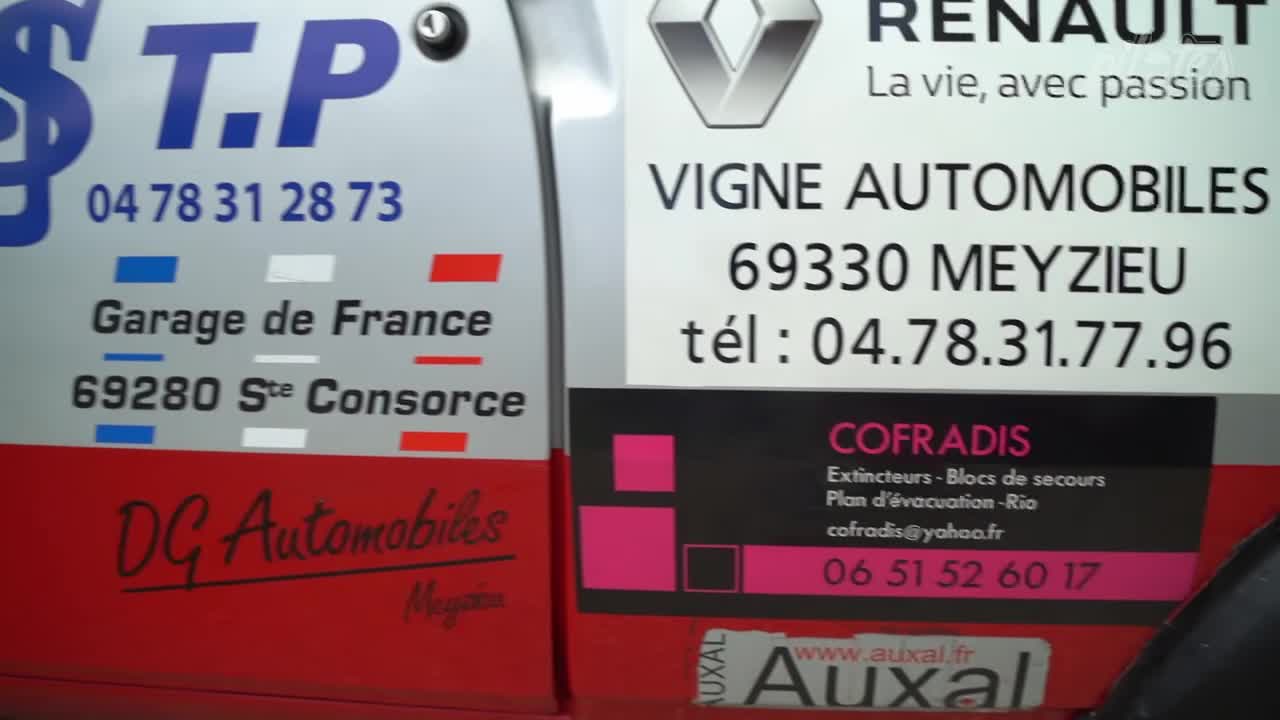 T.P
04 78 31 28 73
Garage de France
69280 Ste Consorce
DG Automobiles
Meyzieu
RENAULT
La vie, avec passion
VIGNE AUTOMOBILES
69330 MEYZIEU
tél : 04.78.31.77.96
COFRADIS
Extincteurs - Blocs de secours
Plan d'évacuation -Ria
cofradis@yahoo.fr
06 51 52 60 17
AUXAL
www.auxal.fr
Auxal